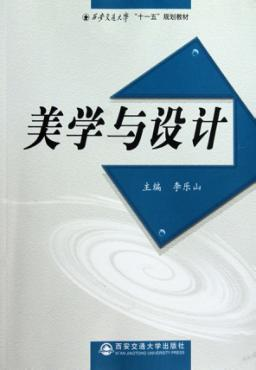 西安交通大学 "十一五" 规划教材
美学与设计
主编 李乐山
西安交通大学出版社
XI'AN JIAOTONG UNIVERSITY PRESS